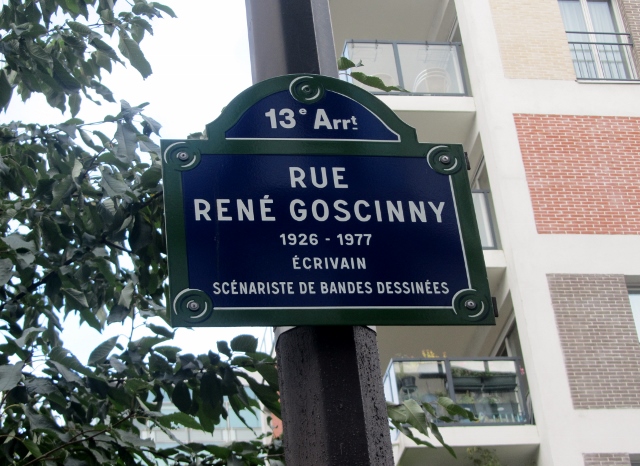 13e Arrt
RUE
RENÉ GOSCINNY
1926 - 1977
ÉCRIVAIN
SCÉNARISTE DE BANDES DESSINÉES